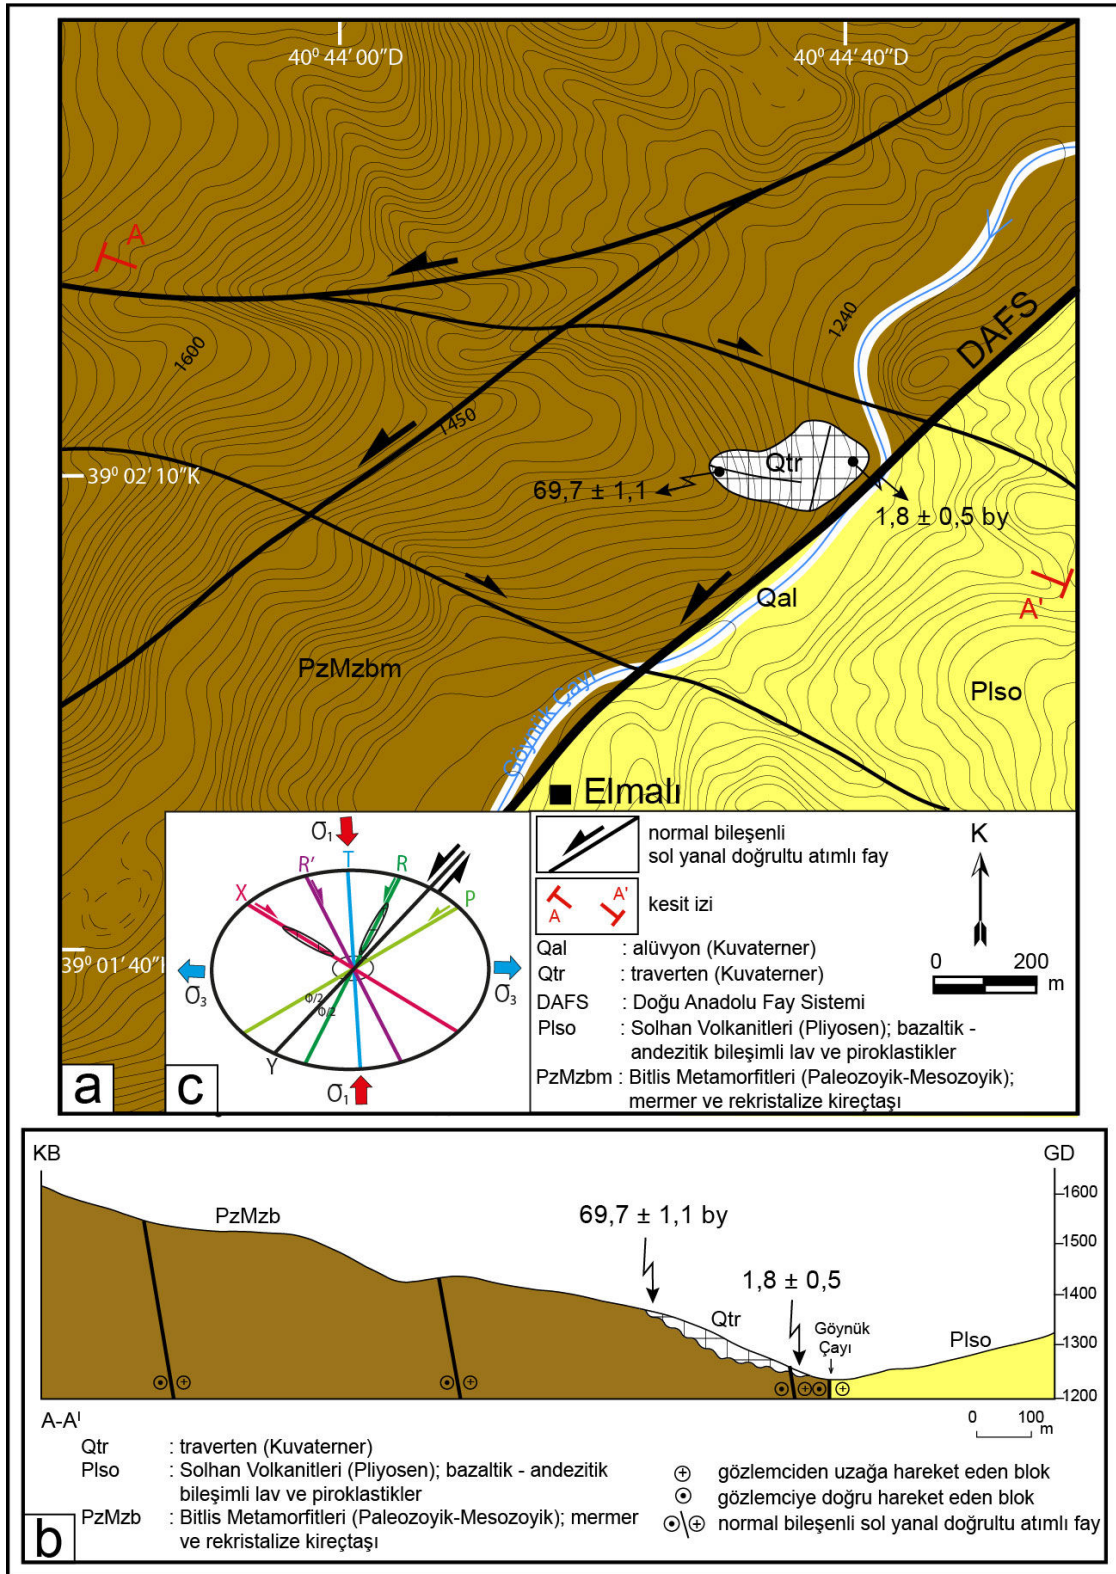 40⁰ 44′ 00″D
40⁰ 44′ 40″D
A
1600
1240
DAFS
1450
39⁰ 02′ 10″K
Qtr
69,7 ± 1,1
1,8 ± 0,5 by
Qal
A'
PzMzbm
Plso
Göynük Çayı
Elmalı
39⁰ 01′ 40″K
σ₁
T
R'
R
X
P
σ₃
σ₃
Φ/2
Φ/2
Y
σ₁
a
c
normal bileşenli
sol yanal doğrultu atımlı fay
K
A
A'
kesit izi
Qal : alüvyon (Kuvaterner)
Qtr : traverten (Kuvaterner)
DAFS : Doğu Anadolu Fay Sistemi
Plso : Solhan Volkanitleri (Pliyosen); bazaltik -
andezitik bileşimli lav ve piroklastikler
PzMzbm : Bitlis Metamorfitleri (Paleozoyik-Mesozoyik);
mermer ve rekristalize kireçtaşı
0 200
m
KB
GD
PzMzb
69,7 ± 1,1 by
1,8 ± 0,5
Qtr
Göynük
Çayı
Plso
1600
1500
1400
1300
1200
A-Aᴵ
0 100
m
Qtr : traverten (Kuvaterner)
Plso : Solhan Volkanitleri (Pliyosen); bazaltik - andezitik
bileşimli lav ve piroklastikler
PzMzb : Bitlis Metamorfitleri (Paleozoyik-Mesozoyik); mermer
ve rekristalize kireçtaşı
gözlemciden uzağa hareket eden blok
gözlemciye doğru hareket eden blok
normal bileşenli sol yanal doğrultu atımlı fay
b